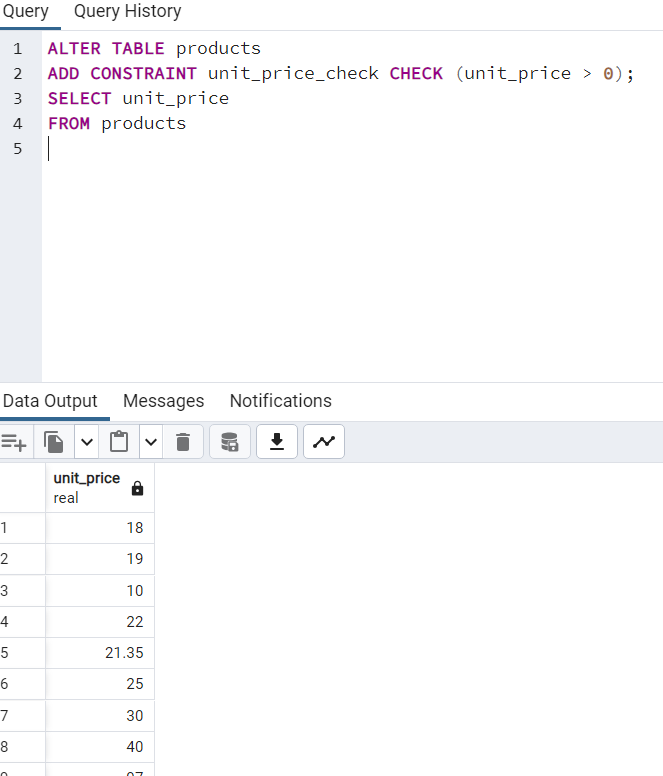 Query Query History
1 ALTER TABLE products
2 ADD CONSTRAINT unit_price_check CHECK (unit_price > 0);
3 SELECT unit_price
4 FROM products
5
Data Output Messages Notifications
unit_price
real
1 18
2 19
3 10
4 22
5 21.35
6 25
7 30
8 40